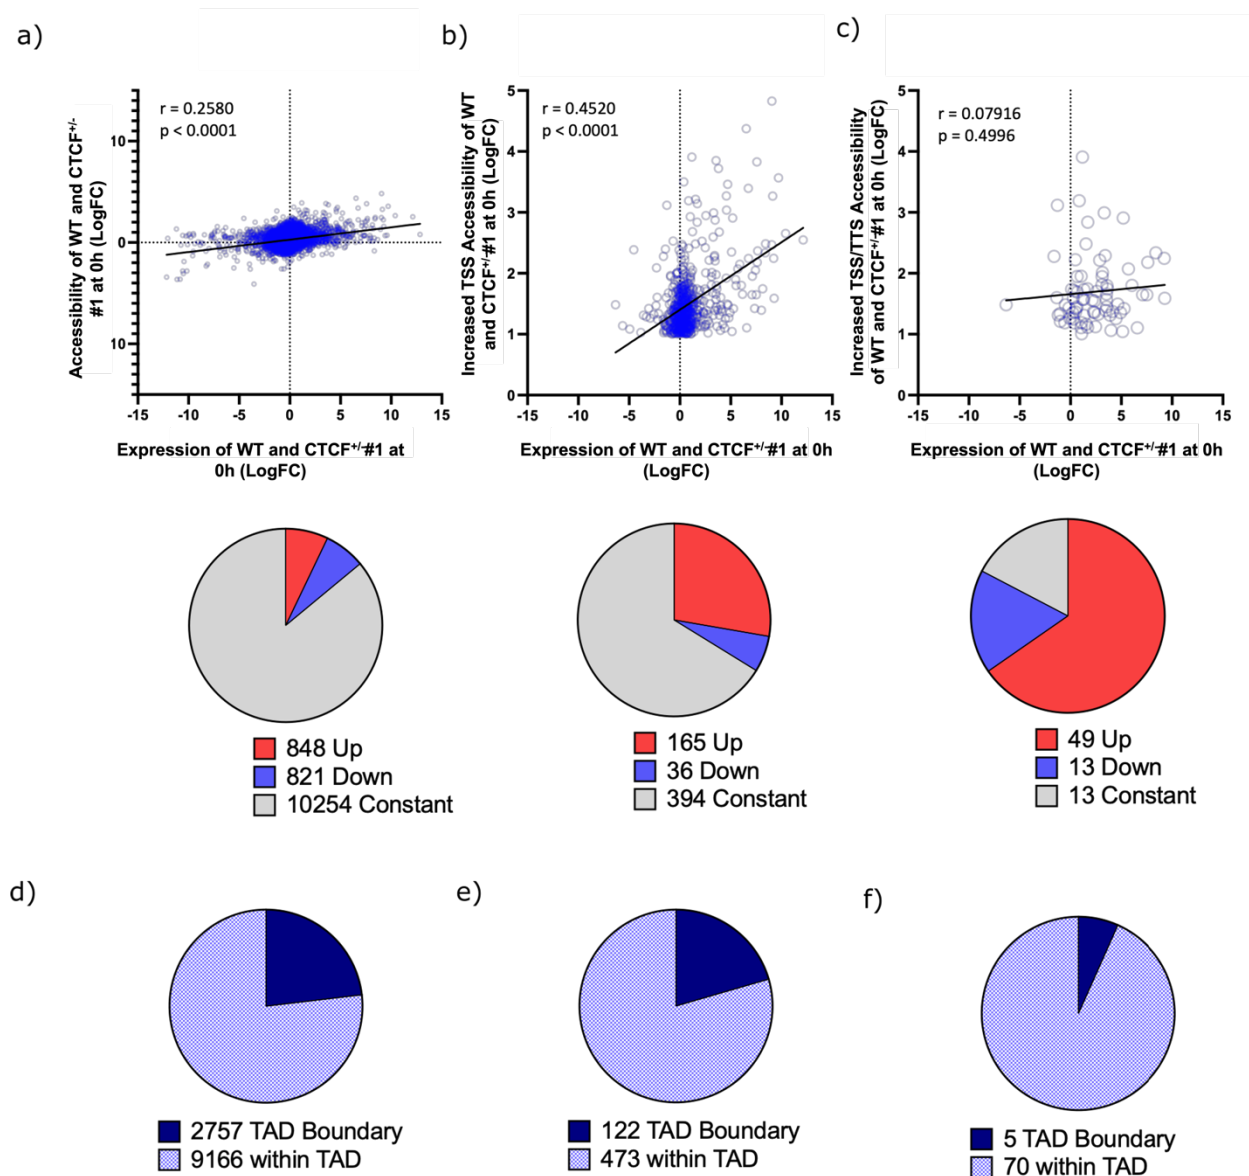 a)
b)
c)
r = 0.2580
p < 0.0001
Accessibility of WT and CTCF+/-
#1 at 0h (LogFC)
10
0
10
-15 -10 -5 0 5 10 15
Expression of WT and CTCF+/-#1 at
0h (LogFC)
r = 0.4520
p < 0.0001
Increased TSS Accessibility of WT
and CTCF+/-#1 at 0h (LogFC)
5
4
3
2
1
0
-15 -10 -5 0 5 10 15
Expression of WT and CTCF+/-#1 at 0h
(LogFC)
r = 0.07916
p = 0.4996
Increased TSS/TTS Accessibility
of WT and CTCF+/-#1 at 0h (LogFC)
5
4
3
2
1
0
-15 -10 -5 0 5 10 15
Expression of WT and CTCF+/-#1 at 0h
(LogFC)
848 Up
821 Down
10254 Constant
165 Up
36 Down
394 Constant
49 Up
13 Down
13 Constant
d)
e)
f)
2757 TAD Boundary
9166 within TAD
122 TAD Boundary
473 within TAD
5 TAD Boundary
70 within TAD